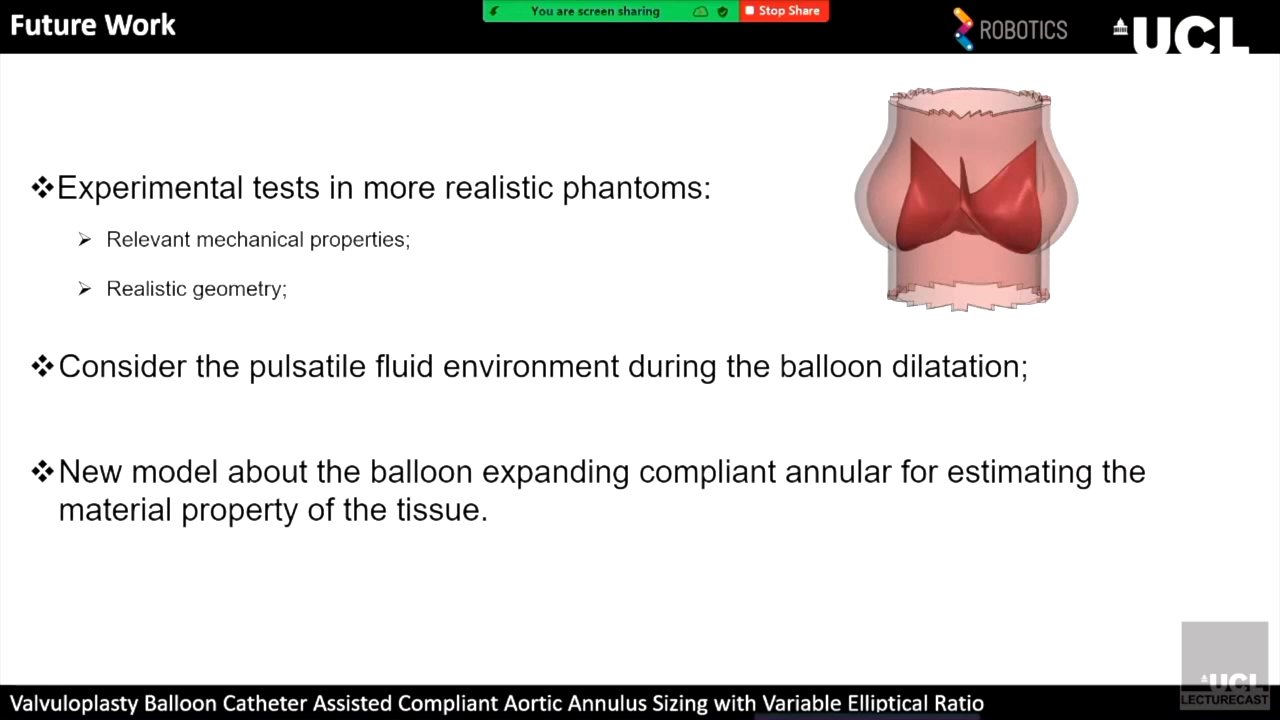 Future Work
You are screen sharing
Stop Share
ROBOTICS
UCL
❖Experimental tests in more realistic phantoms:
➢ Relevant mechanical properties;
➢ Realistic geometry;
❖Consider the pulsatile fluid environment during the balloon dilatation;
❖New model about the balloon expanding compliant annular for estimating the
material property of the tissue.
UCL
LECTURECAST
Valvuloplasty Balloon Catheter Assisted Compliant Aortic Annulus Sizing with Variable Elliptical Ratio